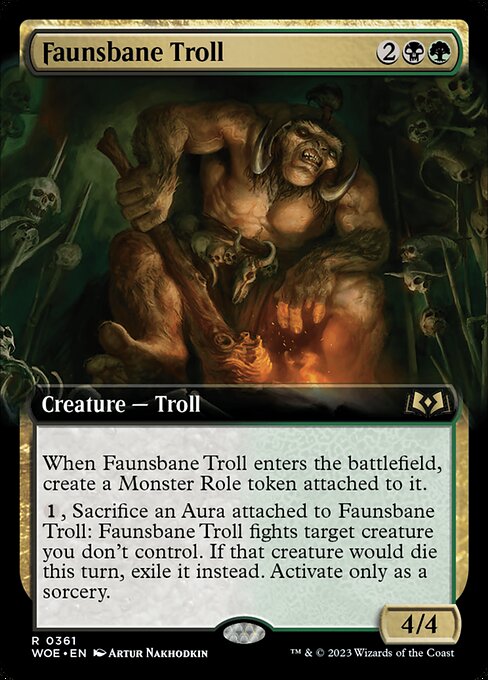 Faunsbane Troll 2
Creature — Troll
When Faunsbane Troll enters the battlefield,
create a Monster Role token attached to it.
1, Sacrifice an Aura attached to Faunsbane
Troll: Faunsbane Troll fights target creature
you don't control. If that creature would die
this turn, exile it instead. Activate only as a
sorcery.
4/4
R 0361
WOE • EN Artur Nakhodkin
™ & © 2023 Wizards of the Coast